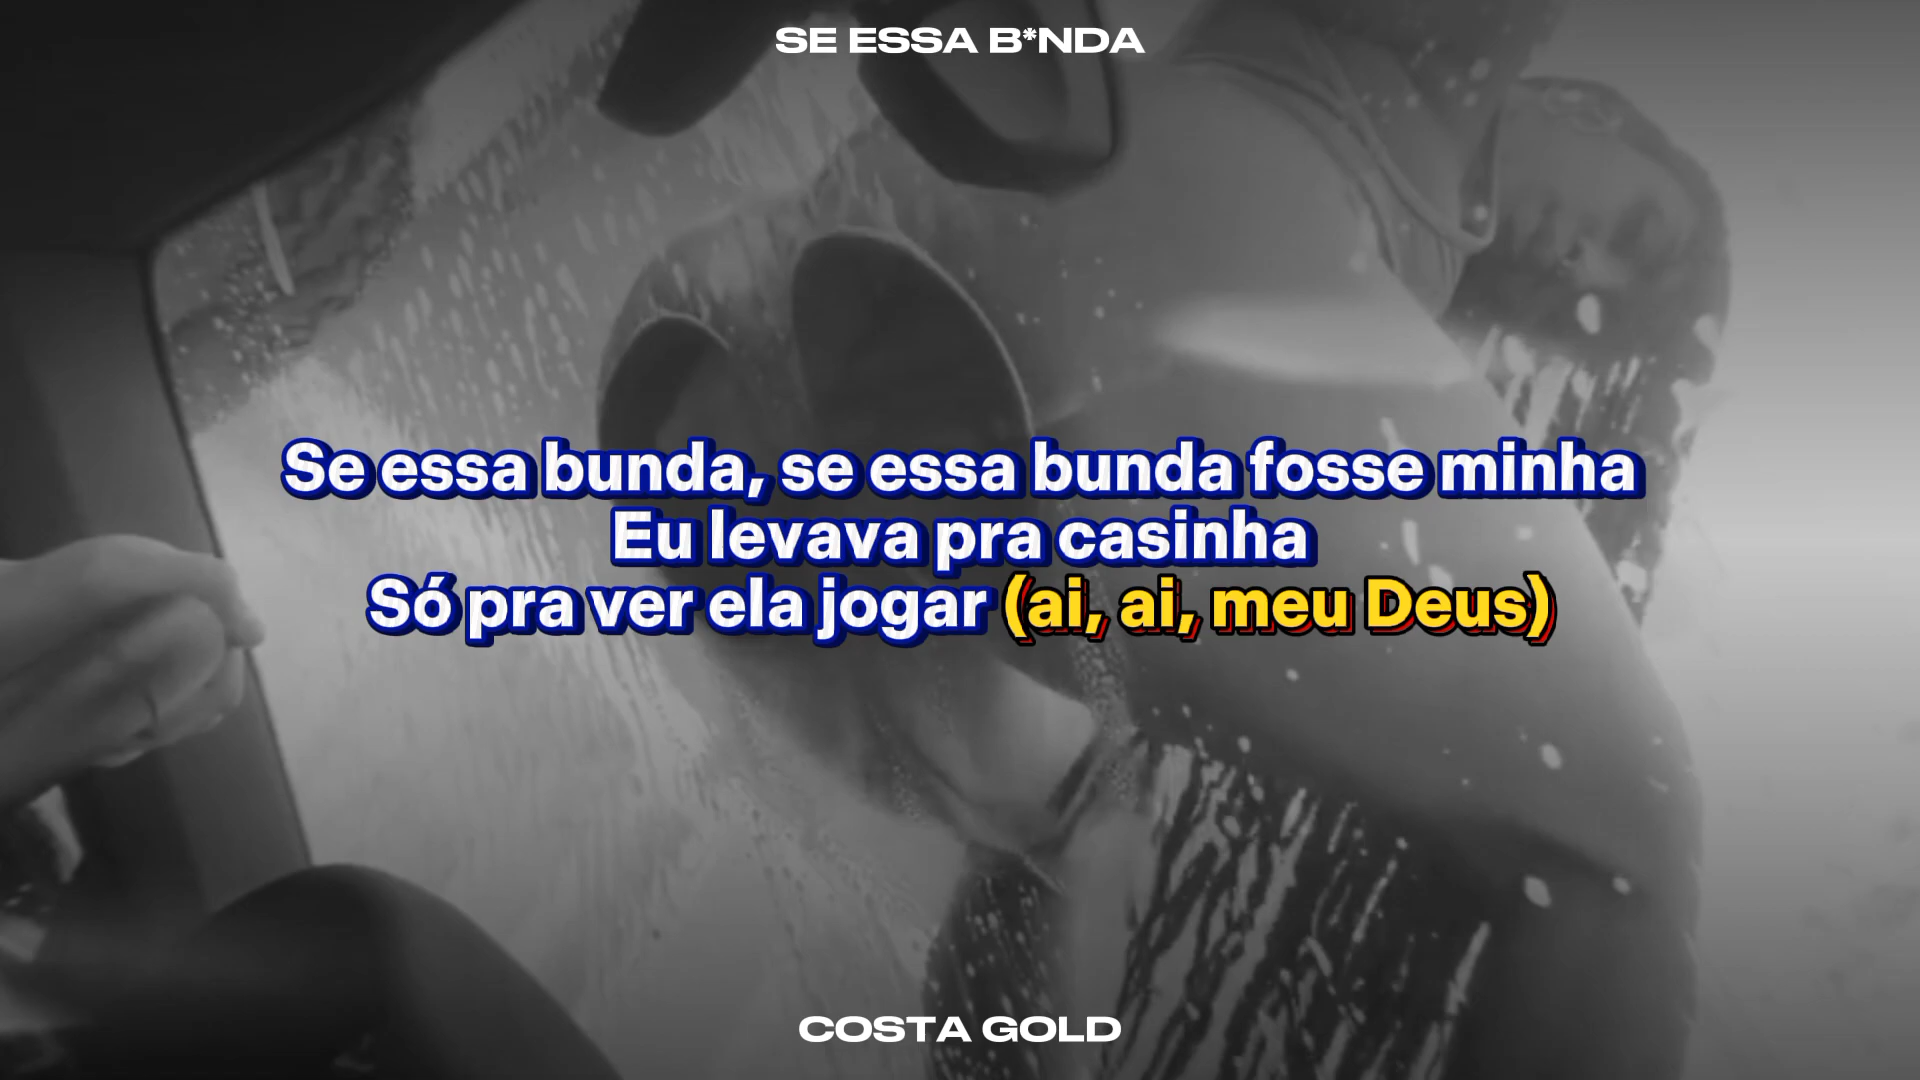 SE ESSA B*NDA
Se essa bunda, se essa bunda fosse minha
Eu levava pra casinha
Só pra ver ela jogar (ai, ai, meu Deus)
COSTA GOLD